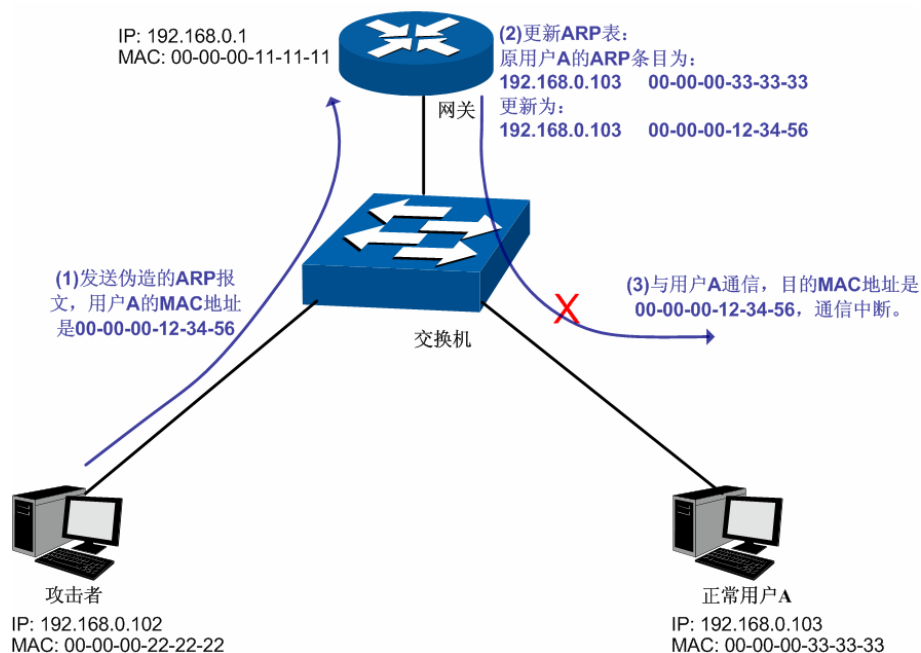 IP: 192.168.0.1
MAC: 00-00-00-11-11-11
(2)更新ARP表：
原用户A的ARP条目为：
192.168.0.103 00-00-00-33-33-33
更新为：
192.168.0.103 00-00-00-12-34-56
网关
(1)发送伪造的ARP报
文，用户A的MAC地址
是00-00-00-12-34-56
(3)与用户A通信，目的MAC地址是
00-00-00-12-34-56，通信中断。
X
交换机
攻击者
IP: 192.168.0.102
MAC: 00-00-00-22-22-22
正常用户A
IP: 192.168.0.103
MAC: 00-00-00-33-33-33